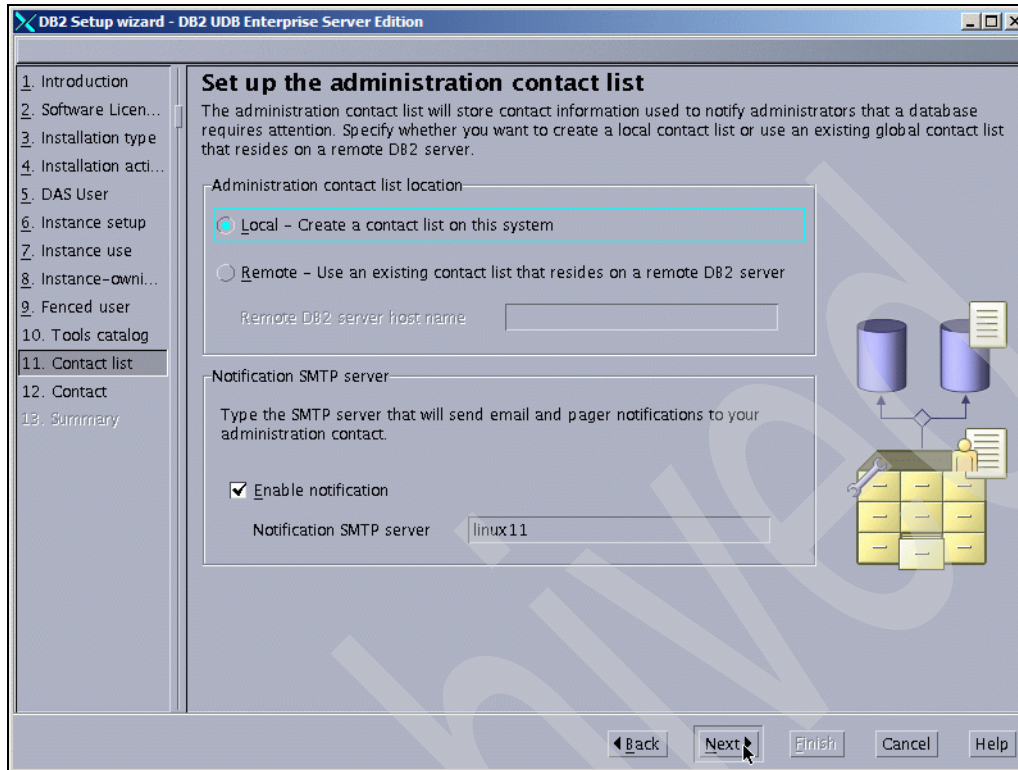 DB2 Setup wizard - DB2 UDB Enterprise Server Edition
1. Introduction
2. Software Licen...
3. Installation type
4. Installation acti...
5. DAS User
6. Instance setup
7. Instance use
8. Instance-owni...
9. Fenced user
10. Tools catalog
11. Contact list
12. Contact
13. Summary
Set up the administration contact list
The administration contact list will store contact information used to notify administrators that a database
requires attention. Specify whether you want to create a local contact list or use an existing global contact list
that resides on a remote DB2 server.
Administration contact list location
Local - Create a contact list on this system
Remote - Use an existing contact list that resides on a remote DB2 server
Remote DB2 server host name
Notification SMTP server
Type the SMTP server that will send email and pager notifications to your
administration contact.
Enable notification
Notification SMTP server linux11
Back Next Finish Cancel Help